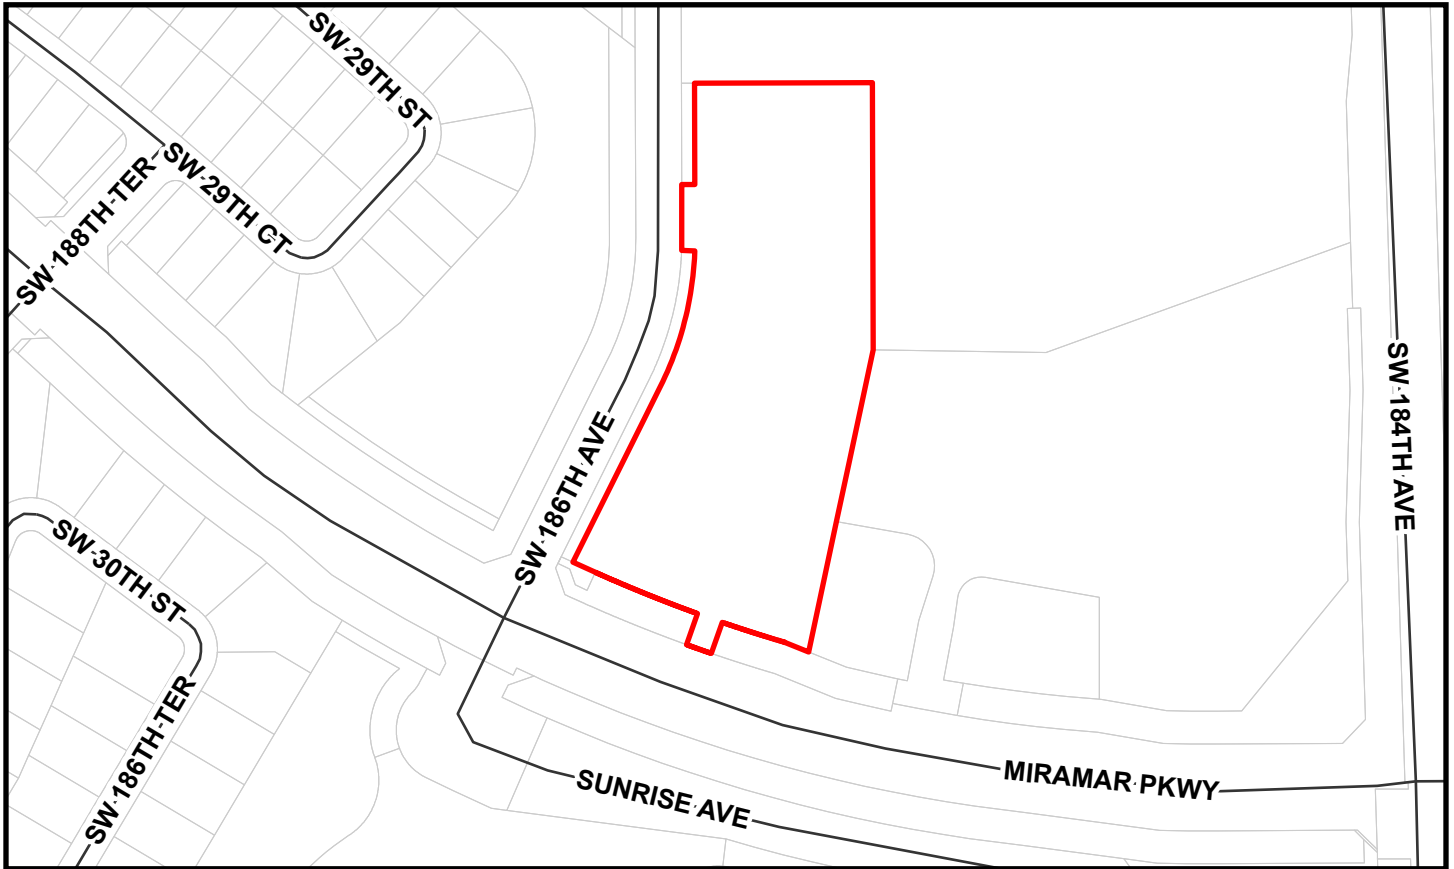 SW 29TH ST
SW 29TH CT
SW 188TH TER
SW 184TH AVE
SW 186TH AVE
SW 30TH ST
SW 186TH TER
MIRAMAR PKWY
SUNRISE AVE